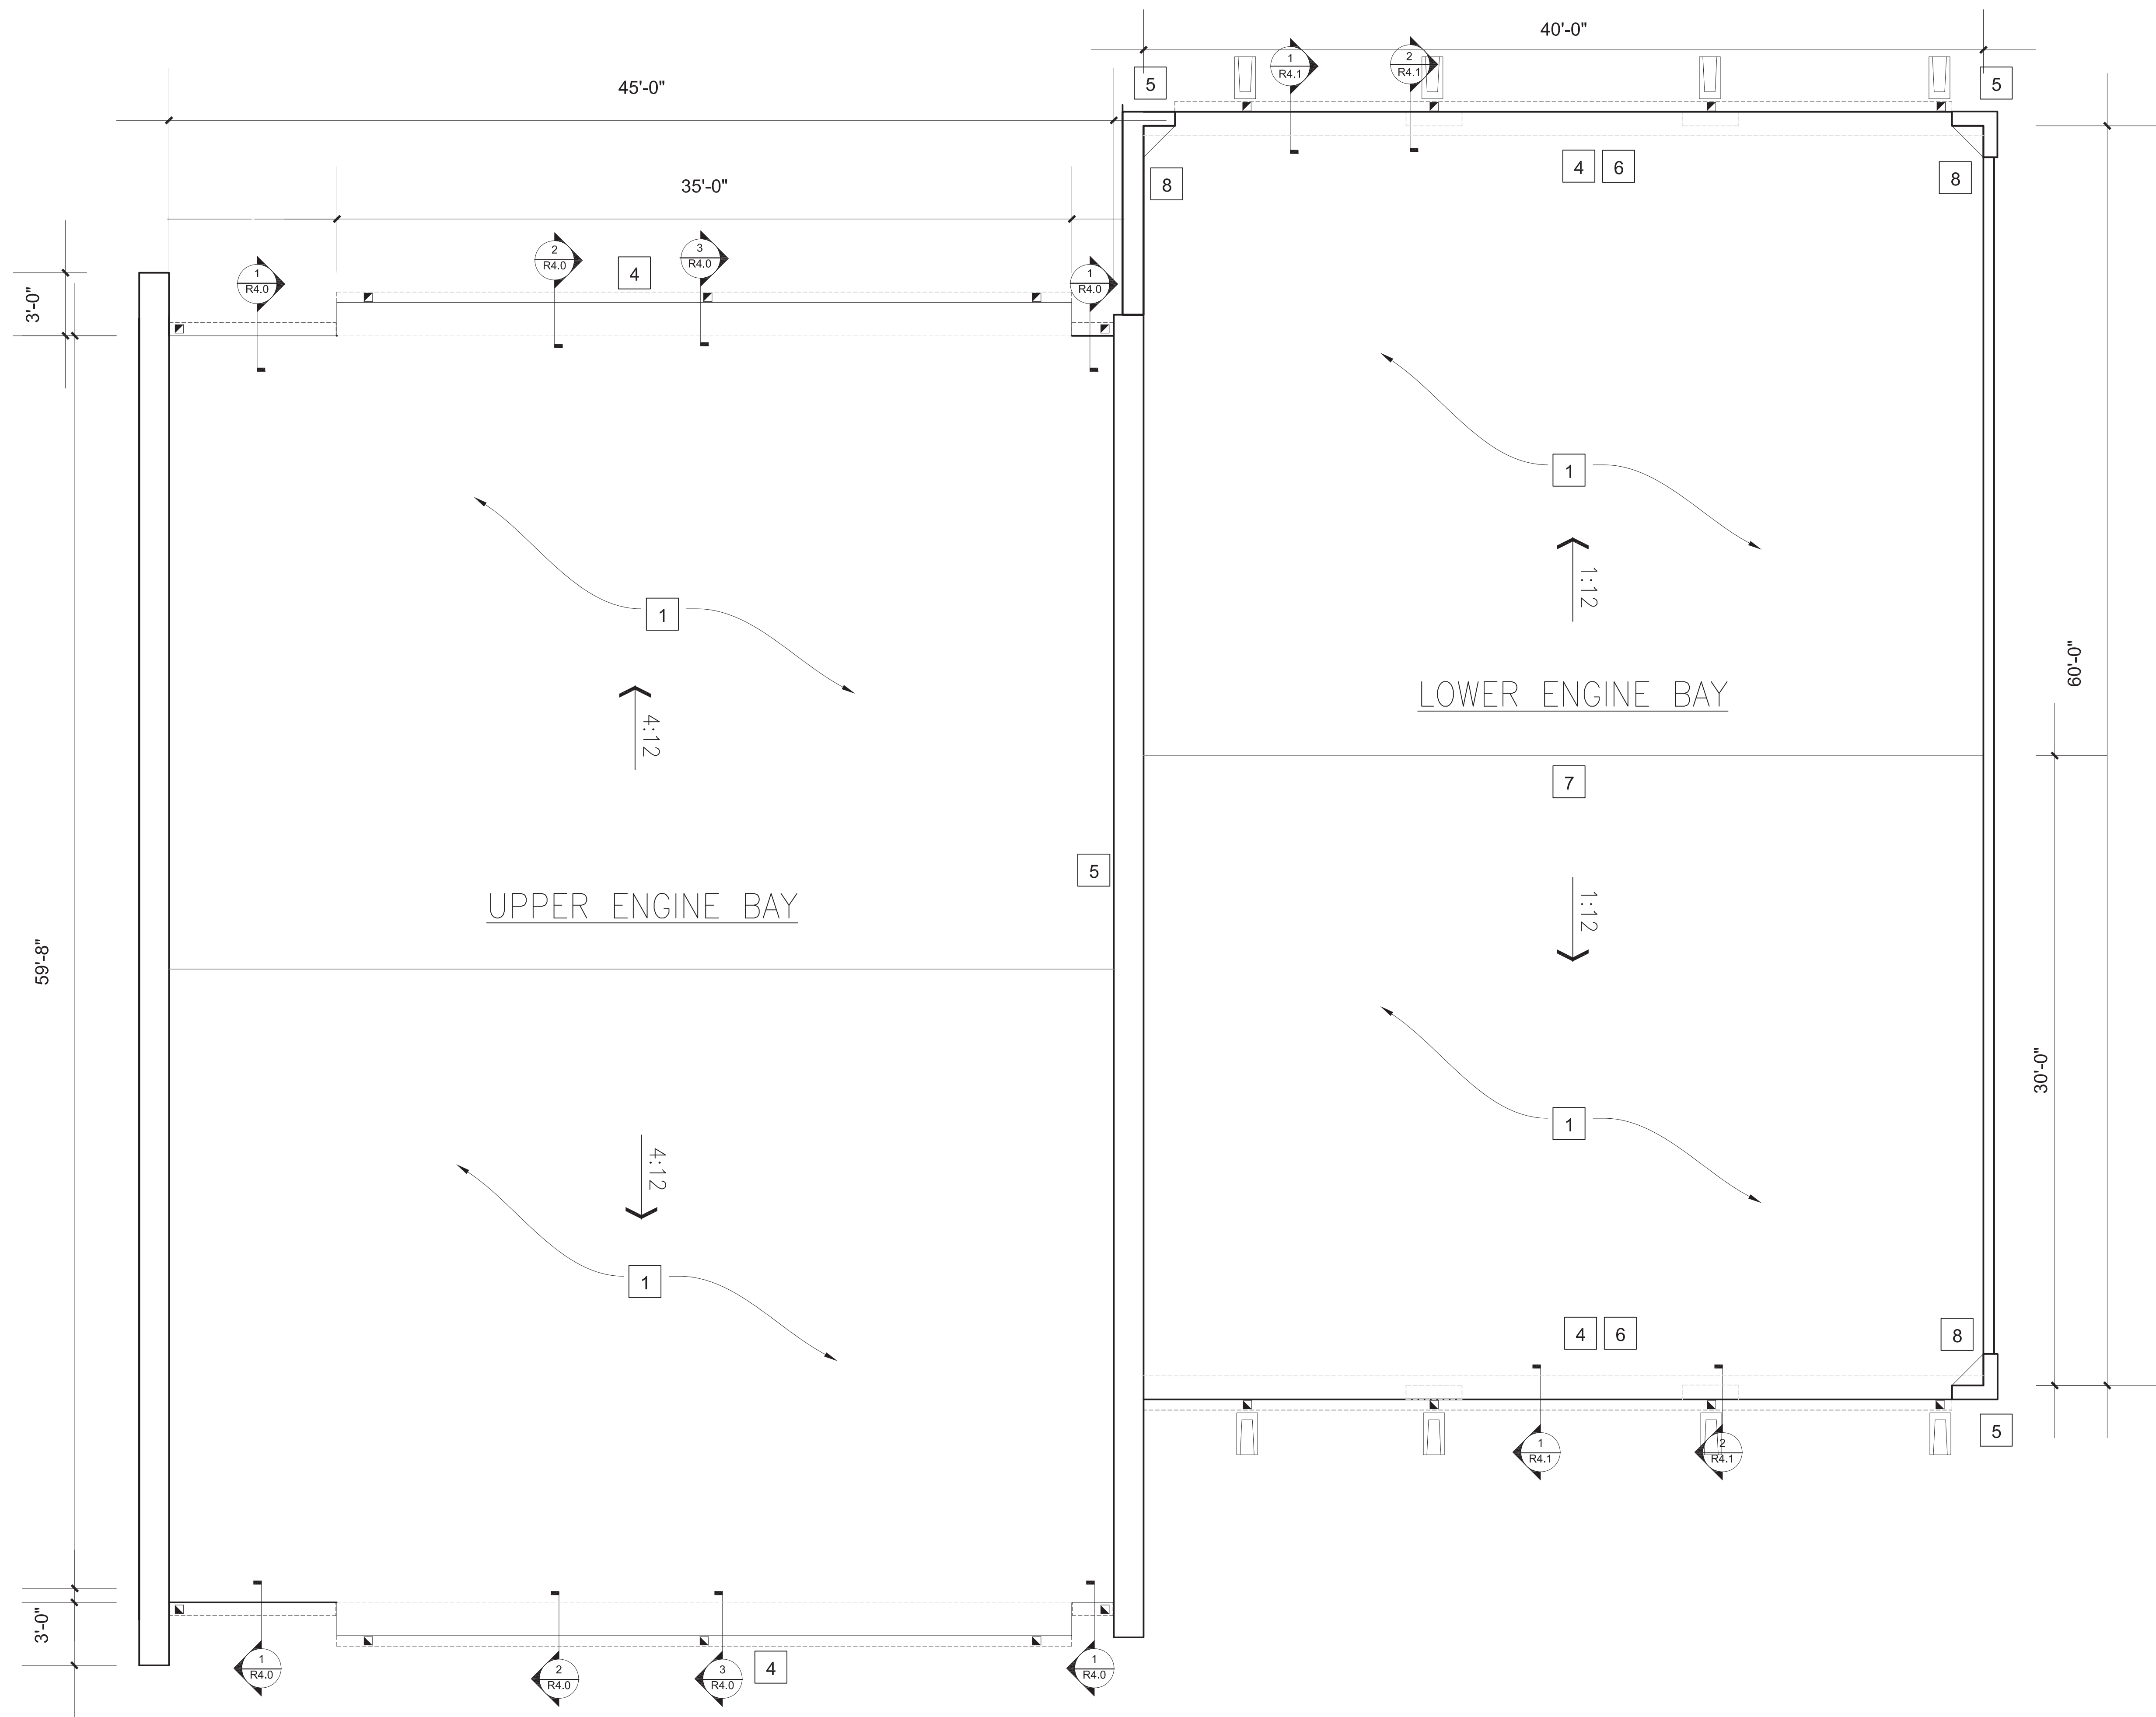 40'-0"
45'-0"
5
1
R4.1
2
R4.1
5
35'-0"
4 6
8
8
3'-0"
1
R4.0
2
R4.0
4
3
R4.0
1
R4.0
1
1:12
1
4:12
60'-0"
LOWER ENGINE BAY
7
5
UPPER ENGINE BAY
1:12
59'-8"
30'-0"
1
4:12
1
4 6
8
5
1
R4.1
2
R4.1
3'-0"
1
R4.0
2
R4.0
3
R4.0
4
1
R4.0